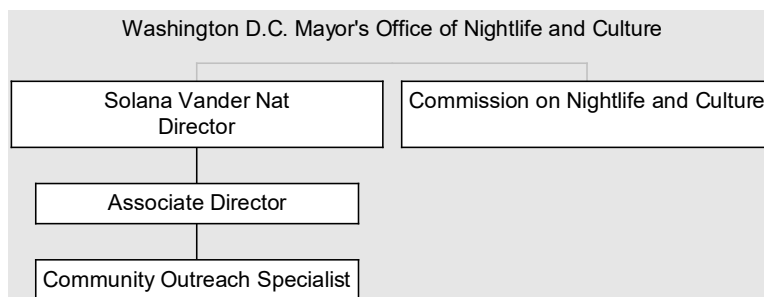 Washington D.C. Mayor's Office of Nightlife and Culture
Solana Vander Nat
Director
Commission on Nightlife and Culture
Associate Director
Community Outreach Specialist